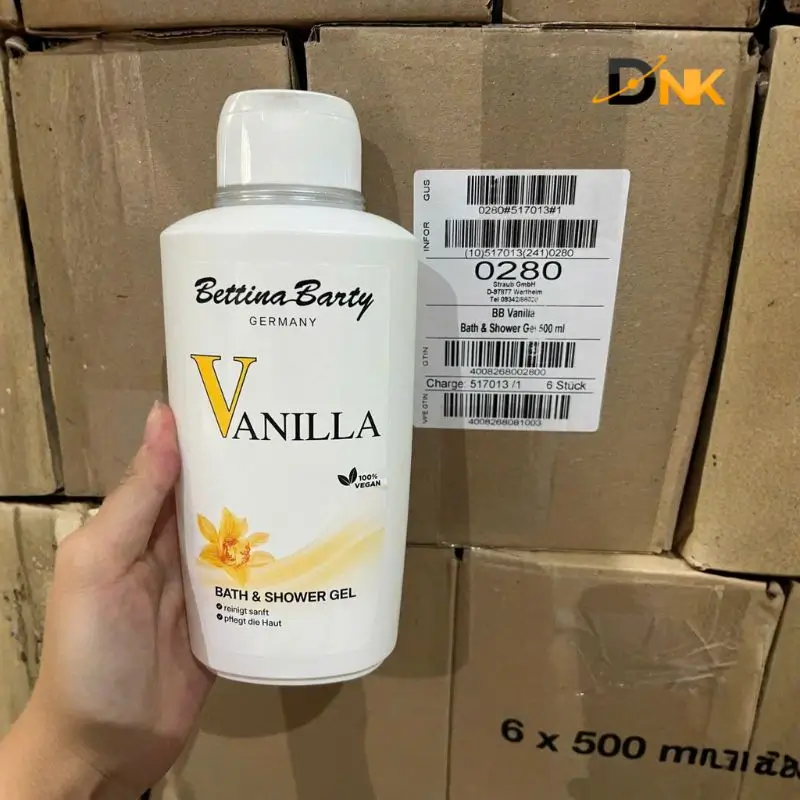 DNK
Bettina Barty
GERMANY
VANILLA
100%
VEGAN
BATH & SHOWER GEL
reinigt sanft
pflegt die Haut
GUS
0280#517013#1
INFOR
(10)517013(241)0280
0280
Straub GmbH
D-97877 Wertheim
BB Vanilla
Bath & Shower Gel 500 ml
GTIN
4008268002800
Charge: 517013 /1 6 Stück
VPE GTIN
4008268081003
6 x 500